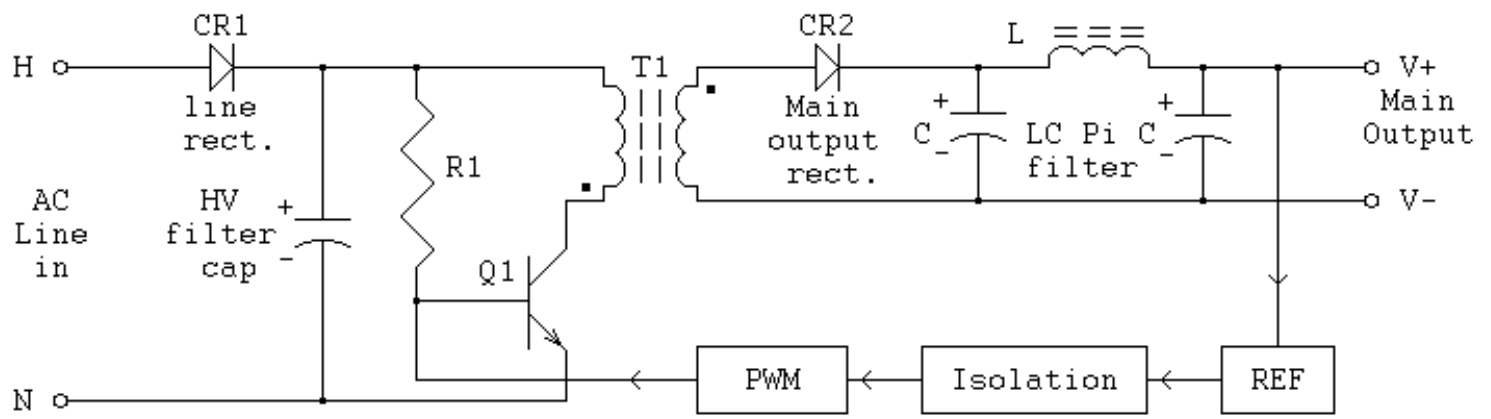 CR1
CR2
L
H
T1
V+
line
rect.
Main
output
rect.
+
C
-
LC Pi
filter
+
C
-
Main
Output
R1
AC
Line
in
HV
filter
cap
+
-
V-
Q1
PWM
Isolation
REF
N